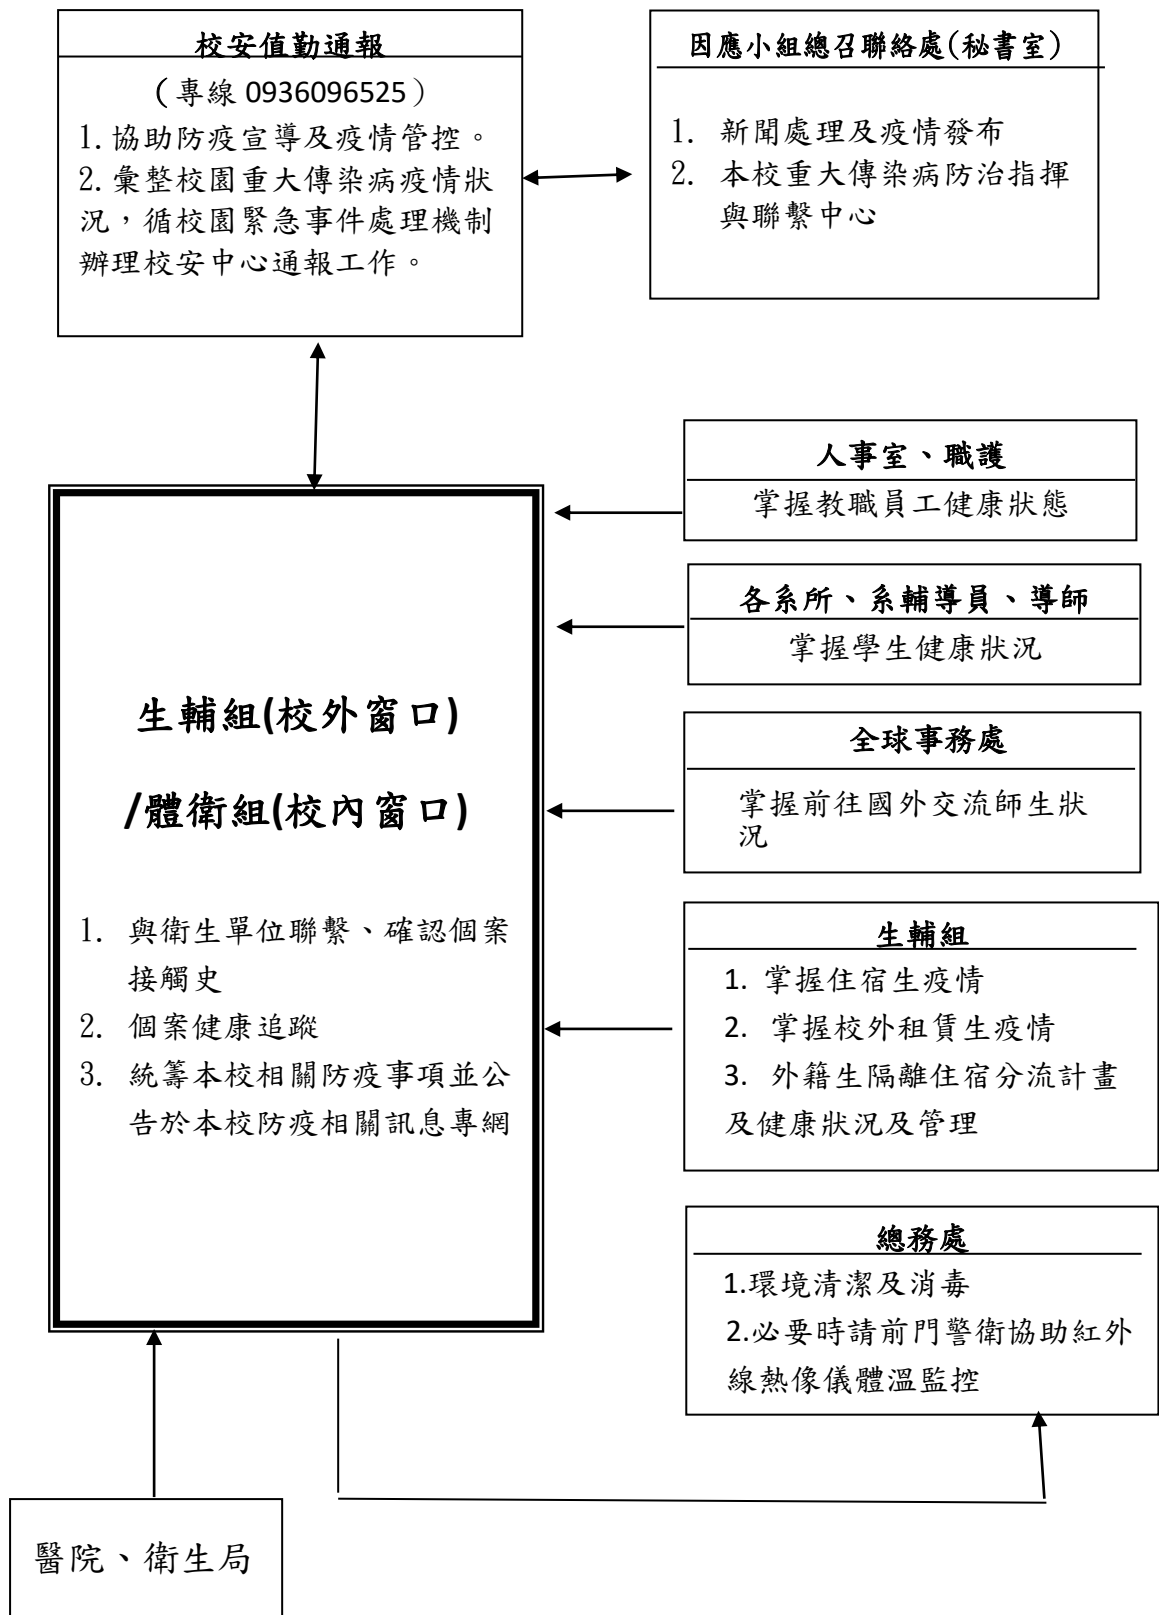 校安值勤通報
（專線 0936096525）
1.協助防疫宣導及疫情管控。
2.彙整校園重大傳染病疫情狀
況，循校園緊急事件處理機制
辦理校安中心通報工作。
因應小組總召聯絡處(秘書室)
1. 新聞處理及疫情發布
2. 本校重大傳染病防治指揮
與聯繫中心
人事室、職護
掌握教職員工健康狀態
各系所、系輔導員、導師
掌握學生健康狀況
全球事務處
掌握前往國外交流師生狀
況
生輔組
1. 掌握住宿生疫情
2. 掌握校外租賃生疫情
3. 外籍生隔離住宿分流計畫
及健康狀況及管理
總務處
1.環境清潔及消毒
2.必要時請前門警衛協助紅外
線熱像儀體溫監控
生輔組(校外窗口)
/體衛組(校內窗口)
1. 與衛生單位聯繫、確認個案
接觸史
2. 個案健康追蹤
3. 統籌本校相關防疫事項並公
告於本校防疫相關訊息專網
醫院、衛生局